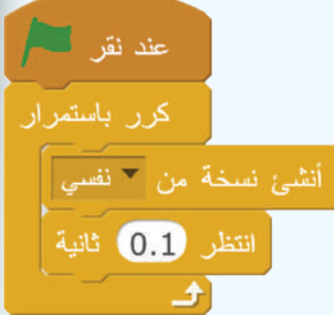 عند نقر
كرر باستمرار
أنشئ نسخة من نفسي
انتظر 0.1 ثانية